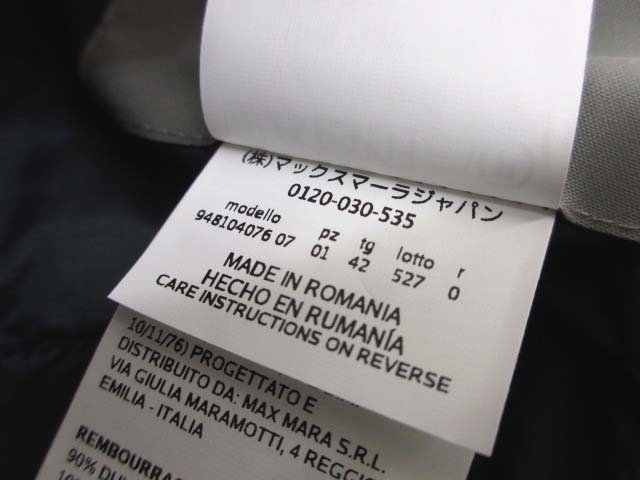 (株)マックスマーラジャパン
0120-030-535
modello pz tg lotto r
948104076 07 01 42 527 0
MADE IN ROMANIA
HECHO EN RUMANÍA
CARE INSTRUCTIONS ON REVERSE
10/11/76) PROGETTATO E
DISTRIBUITO DA: MAX MARA S.R.L.
VIA GIULIA MARAMOTTI, 4 REGGIO
EMILIA - ITALIA
REMBOURRA
90% DU